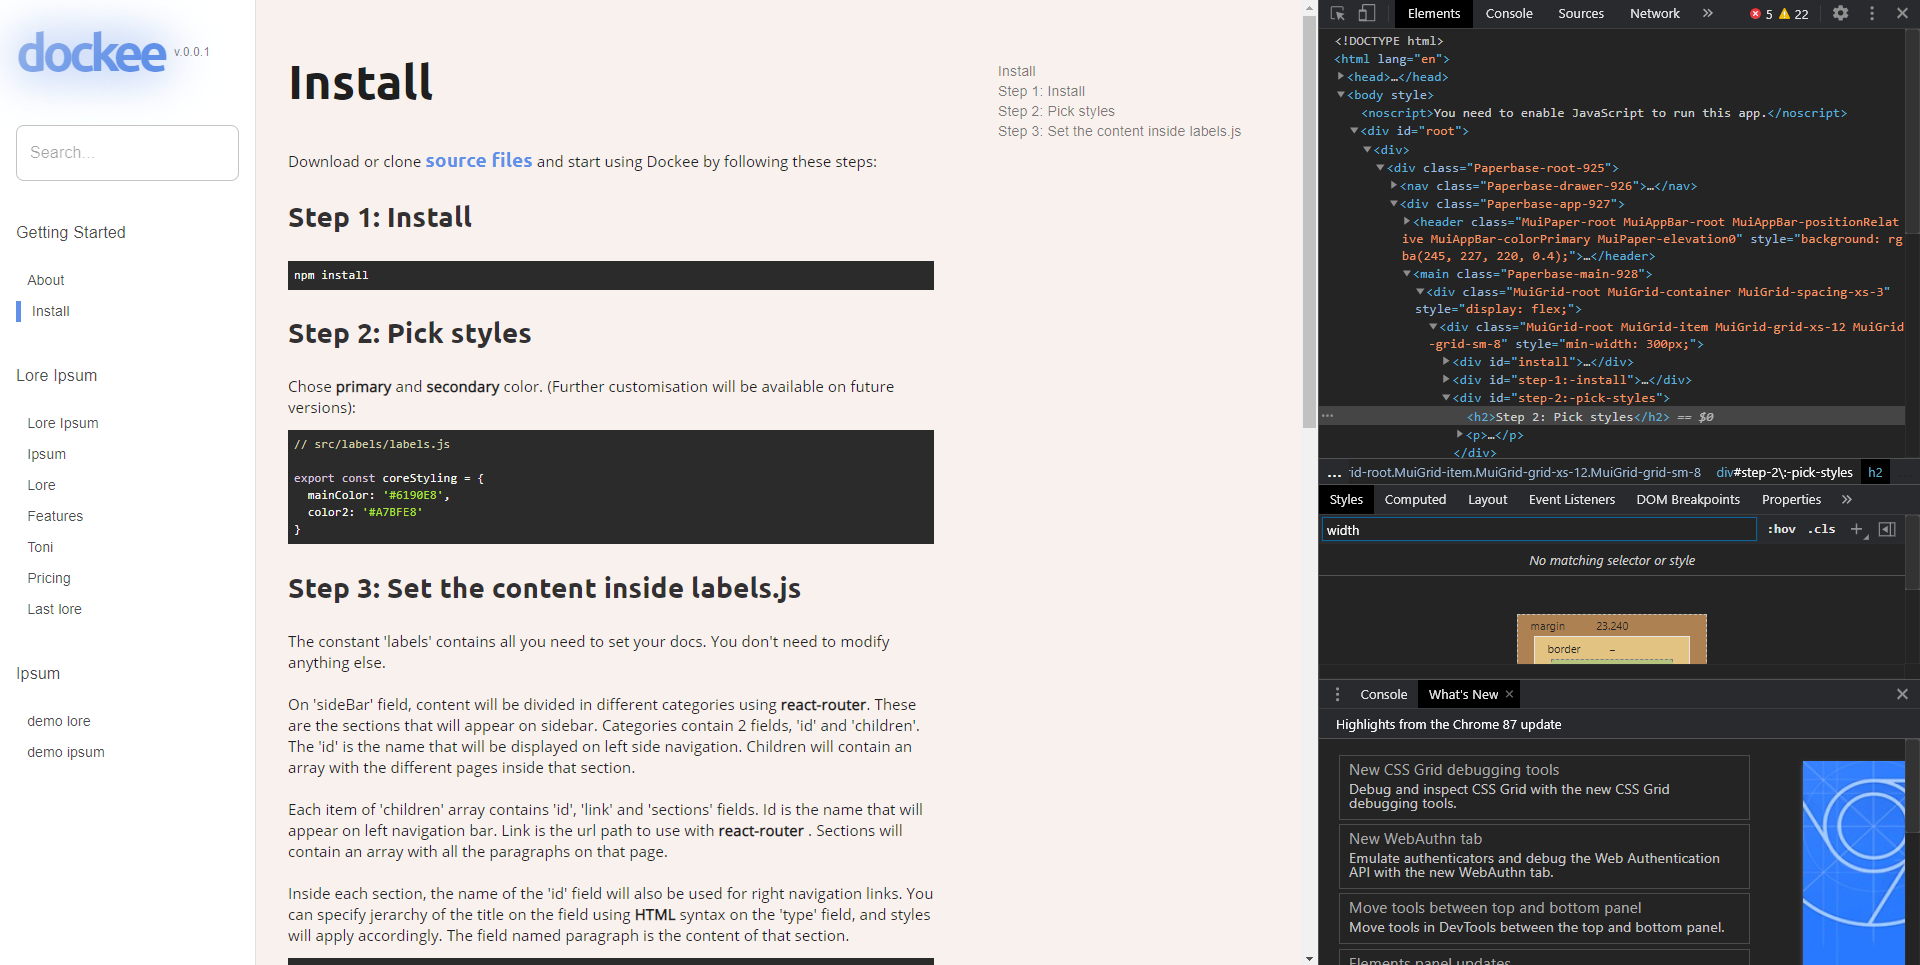 dockee v.0.0.1
Search...
Getting Started
About
Install
Lore Ipsum
Lore Ipsum
Ipsum
Lore
Features
Toni
Pricing
Last lore
Ipsum
demo lore
demo ipsum
Install
Download or clone source files and start using Dockee by following these steps:
Step 1: Install
npm install
Step 2: Pick styles
Chose primary and secondary color. (Further customisation will be available on future
versions):
// src/labels/labels.js
export const coreStyling = {
mainColor: '#6190E8',
color2: '#A7BFE8'
}
Step 3: Set the content inside labels.js
The constant 'labels' contains all you need to set your docs. You don't need to modify
anything else.
On 'sideBar' field, content will be divided in different categories using react-router. These
are the sections that will appear on sidebar. Categories contain 2 fields, 'id' and 'children'.
The 'id' is the name that will be displayed on left side navigation. Children will contain an
array with the different pages inside that section.
Each item of 'children' array contains 'id', 'link' and 'sections' fields. Id is the name that will
appear on left navigation bar. Link is the url path to use with react-router . Sections will
contain an array with all the paragraphs on that page.
Inside each section, the name of the 'id' field will also be used for right navigation links. You
can specify jerarchy of the title on the field using HTML syntax on the 'type' field, and styles
will apply accordingly. The field named paragraph is the content of that section.
Install
Step 1: Install
Step 2: Pick styles
Step 3: Set the content inside labels.js
Elements Console Sources Network » 5 22
<!DOCTYPE html>
<html lang="en">
<head>…</head>
<body style>
<noscript>You need to enable JavaScript to run this app.</noscript>
<div id="root">
<div>
<div class="Paperbase-root-925">
<nav class="Paperbase-drawer-926">…</nav>
<div class="Paperbase-app-927">
<header class="MuiPaper-root MuiAppBar-root MuiAppBar-positionRelat
ive MuiAppBar-colorPrimary MuiPaper-elevation0" style="background: rg
ba(245, 227, 220, 0.4);">…</header>
<main class="Paperbase-main-928">
<div class="MuiGrid-root MuiGrid-container MuiGrid-spacing-xs-3"
style="display: flex;">
<div class="MuiGrid-root MuiGrid-item MuiGrid-grid-xs-12 MuiGrid
-grid-sm-8" style="min-width: 300px;">
<div id="install">…</div>
<div id="step-1:-install">…</div>
<div id="step-2:-pick-styles">
… <h2>Step 2: Pick styles</h2> == $0
<p>…</p>
</div>
… rid-root.MuiGrid-item.MuiGrid-grid-xs-12.MuiGrid-grid-sm-8 div#step-2\:-pick-styles h2
Styles Computed Layout Event Listeners DOM Breakpoints Properties »
width :hov .cls +
No matching selector or style
margin 23.240
border –
Console What's New ×
Highlights from the Chrome 87 update
New CSS Grid debugging tools
Debug and inspect CSS Grid with the new CSS Grid
debugging tools.
New WebAuthn tab
Emulate authenticators and debug the Web Authentication
API with the new WebAuthn tab.
Move tools between top and bottom panel
Move tools in DevTools between the top and bottom panel.
Elements panel updates